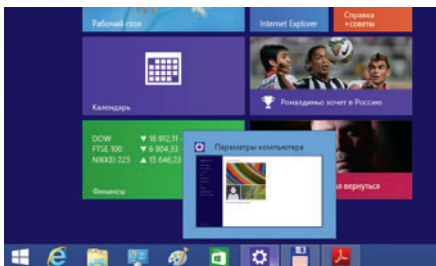 Рабочий стол
Internet Explorer
Справка
+советы
Календарь
Роналдиньо хочет в Россию
DOW ▼ 16 912,11 -
FTSE 100 ▼ 6 804,33 -
NIKKEI 225 ▲ 15 646,23
Финансы
Параметры компьютера
вернуться